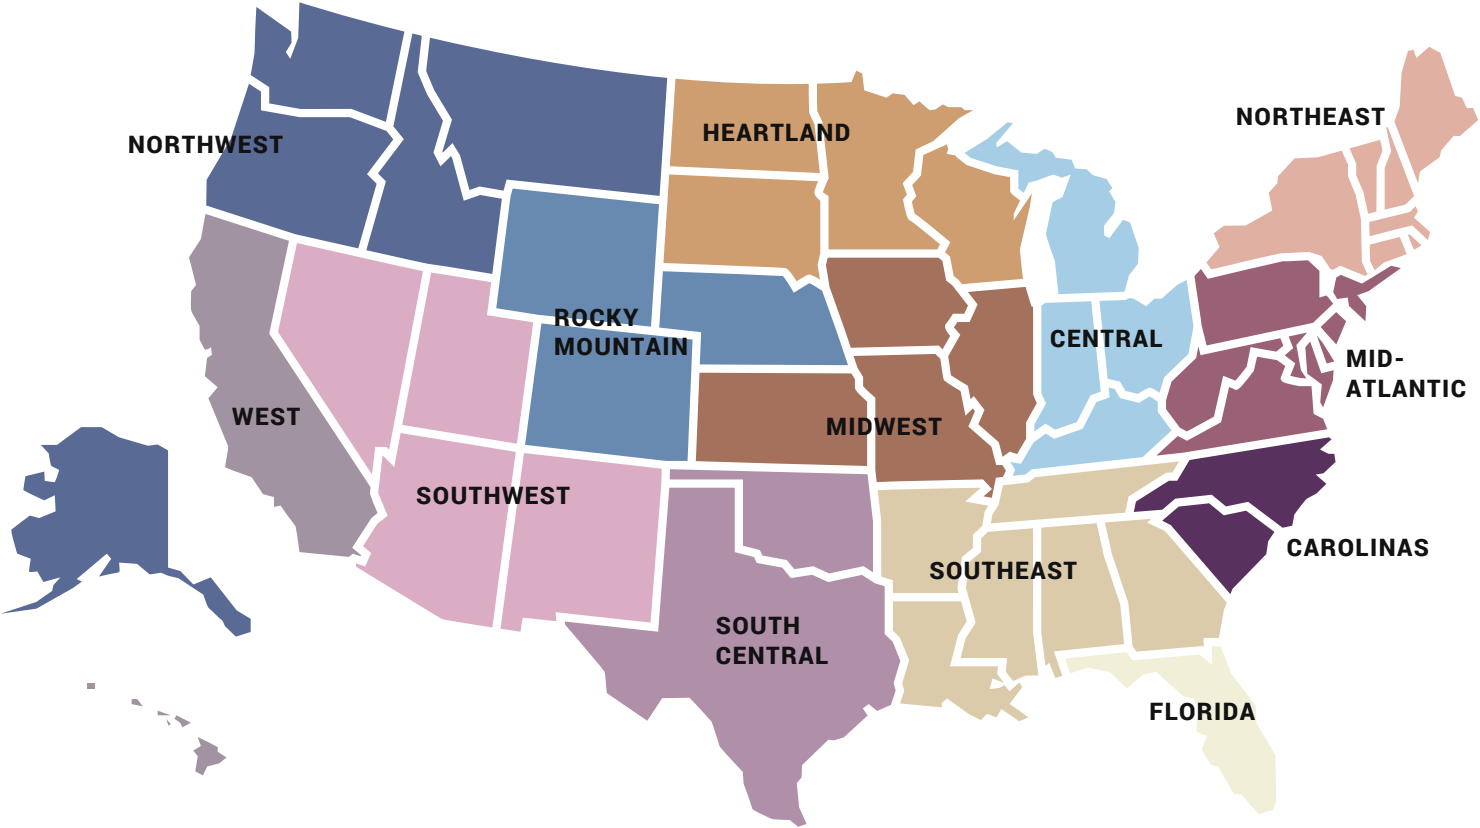 NORTHEAST
HEARTLAND
NORTHWEST
ROCKY
MOUNTAIN
CENTRAL
MID-
ATLANTIC
WEST
MIDWEST
SOUTHWEST
CAROLINAS
SOUTHEAST
SOUTH
CENTRAL
FLORIDA